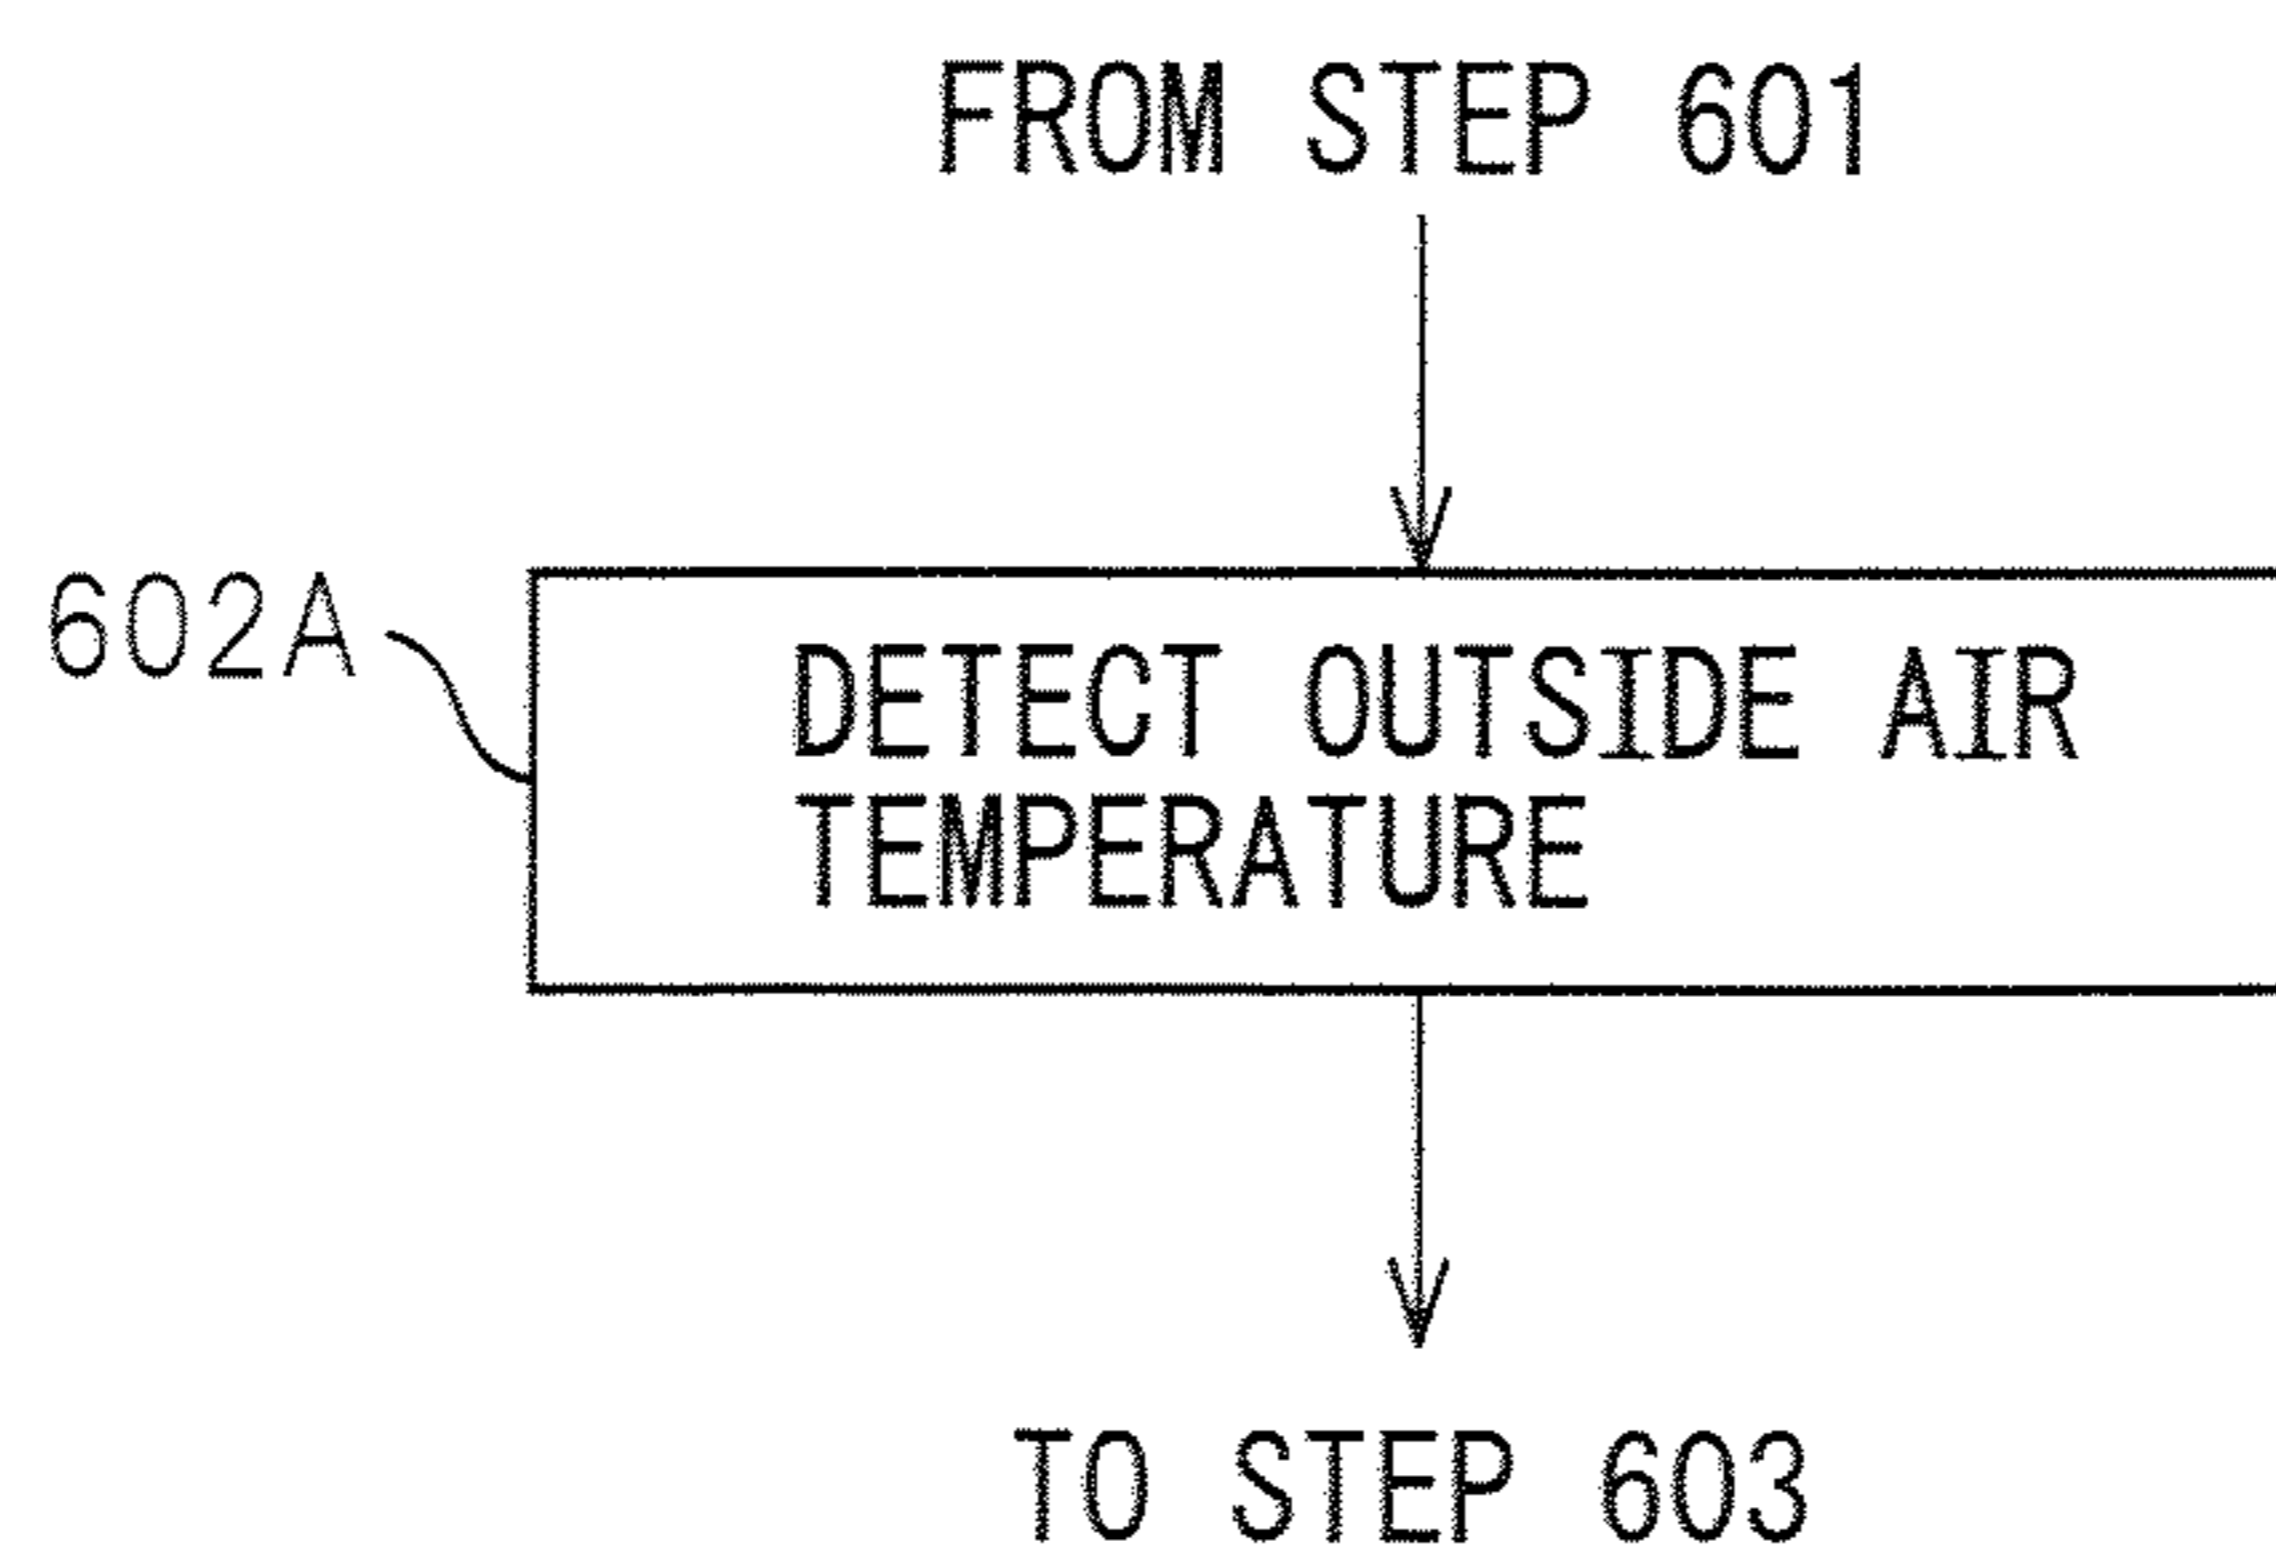 FROM STEP 601
602A
DETECT OUTSIDE AIR
TEMPERATURE
TO STEP 603